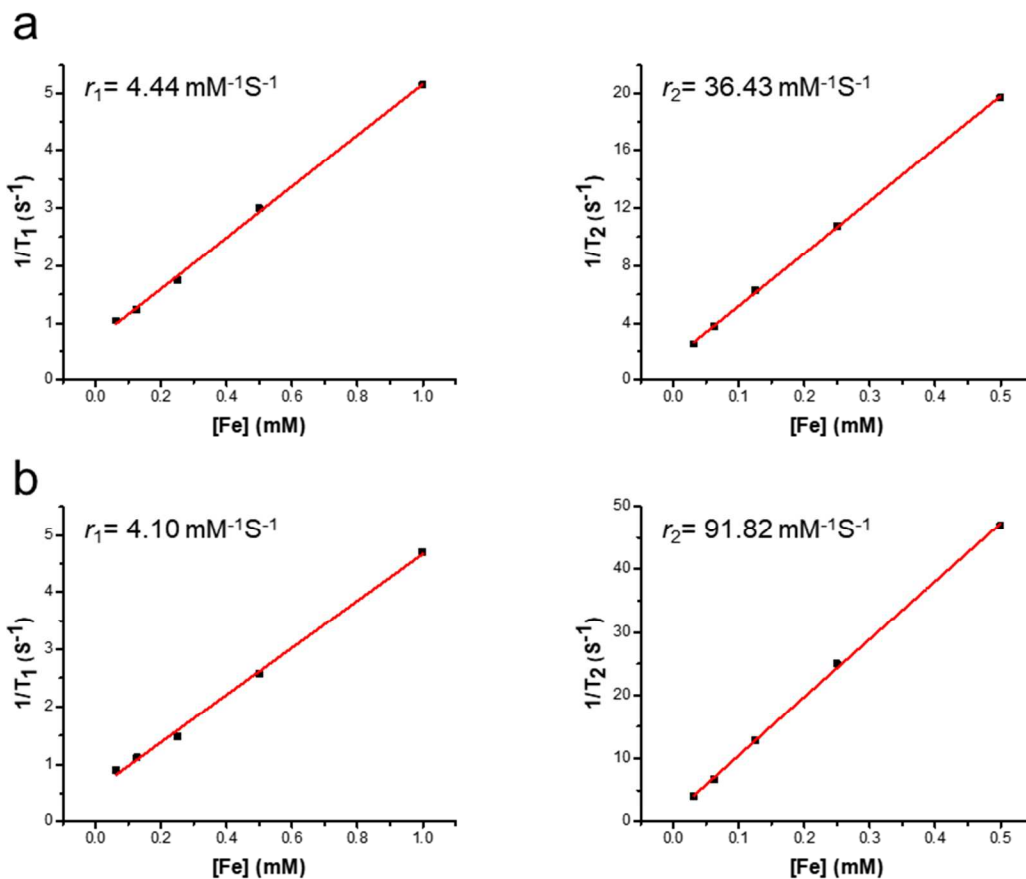 a
r₁= 4.44 mM⁻¹S⁻¹
5
4
3
2
1
0
1/T₁ (s⁻¹)
0.0 0.2 0.4 0.6 0.8 1.0
[Fe] (mM)
r₂= 36.43 mM⁻¹S⁻¹
20
16
12
8
4
0
1/T₂ (s⁻¹)
0.0 0.1 0.2 0.3 0.4 0.5
[Fe] (mM)
b
r₁= 4.10 mM⁻¹S⁻¹
5
4
3
2
1
0
1/T₁ (s⁻¹)
0.0 0.2 0.4 0.6 0.8 1.0
[Fe] (mM)
r₂= 91.82 mM⁻¹S⁻¹
50
40
30
20
10
0
1/T₂ (s⁻¹)
0.0 0.1 0.2 0.3 0.4 0.5
[Fe] (mM)